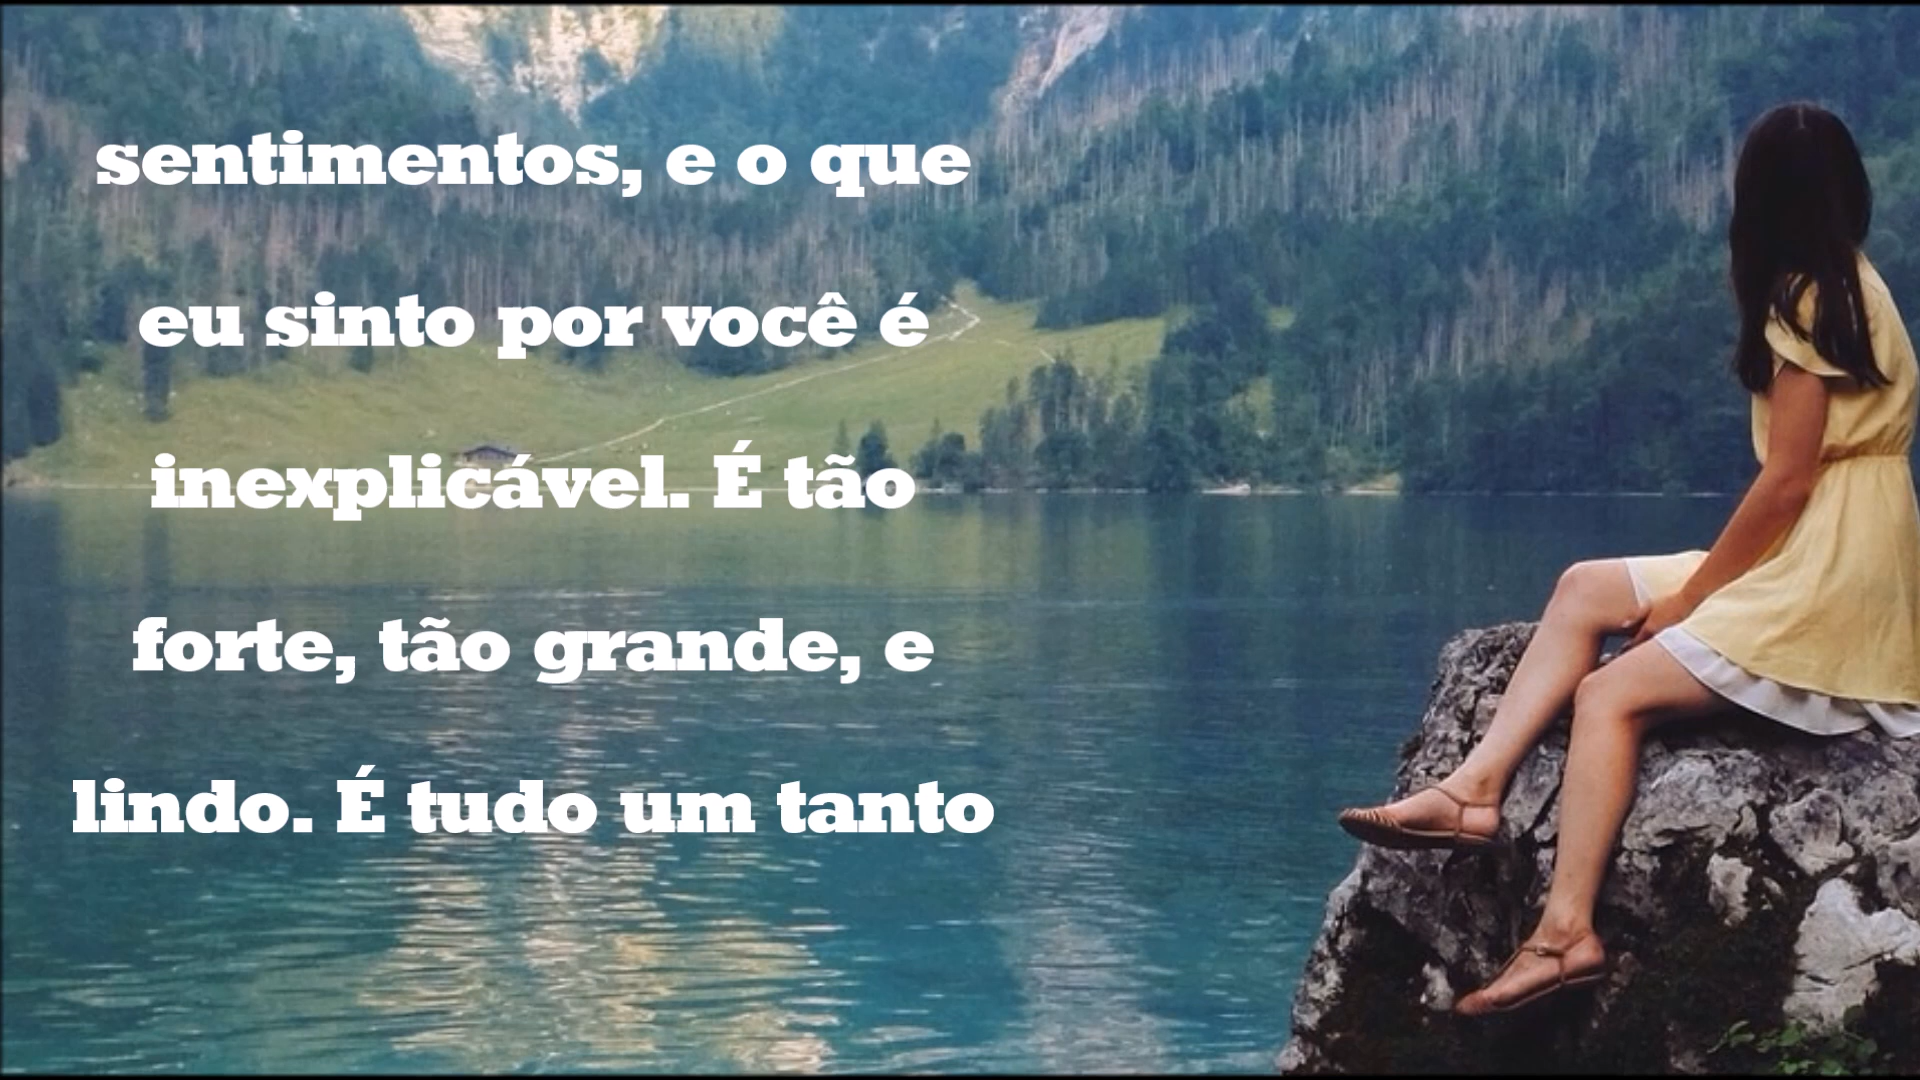 sentimentos, e o que
eu sinto por você é
inexplicável. É tão
forte, tão grande, e
lindo. É tudo um tanto